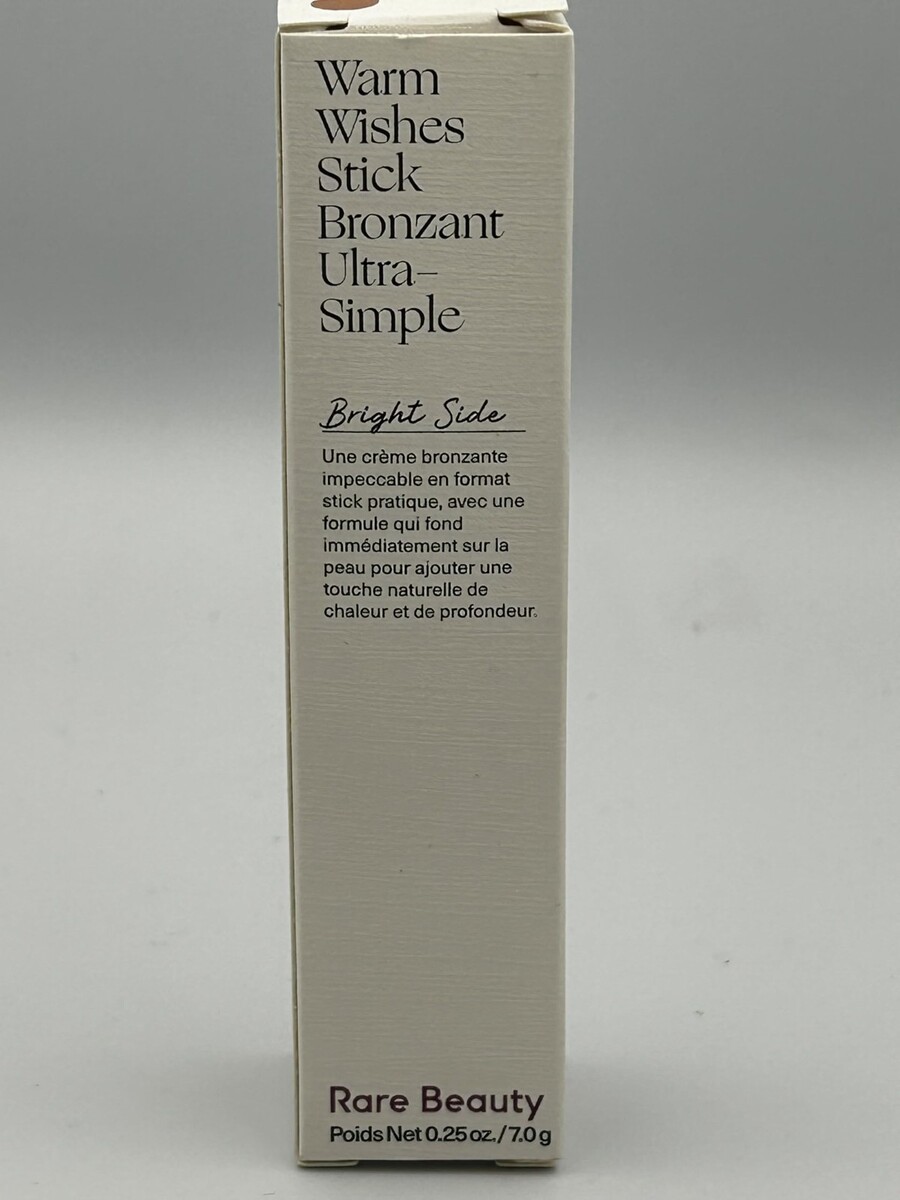 Warm
Wishes
Stick
Bronzant
Ultra-
Simple
Bright Side
Une crème bronzante
impeccable en format
stick pratique, avec une
formule qui fond
immédiatement sur la
peau pour ajouter une
touche naturelle de
chaleur et de profondeur.
Rare Beauty
Poids Net 0.25 oz./7.0 g